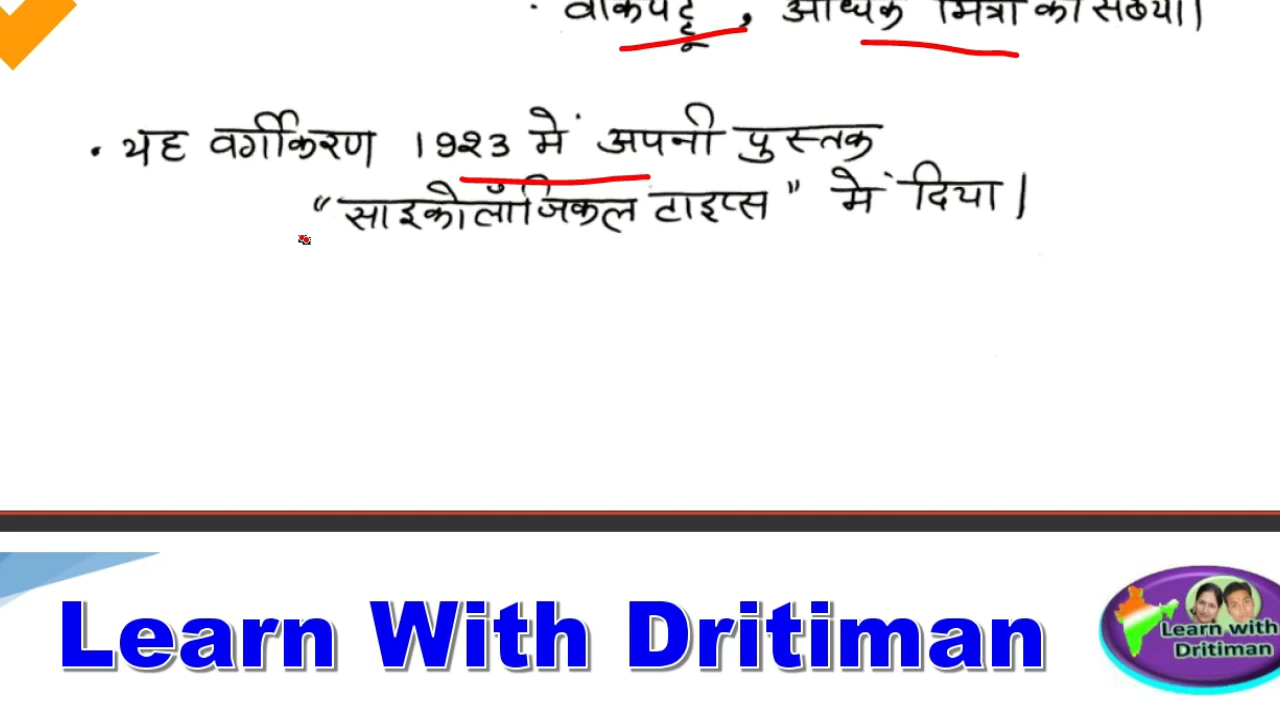 · वाकपटू, अधिक मित्रों की संख्या।
· यह वर्गीकरण 1923 में अपनी पुस्तक
“साइकोलॉजिकल टाइप्स” में दिया।
Learn With Dritiman
Learn with
Dritiman